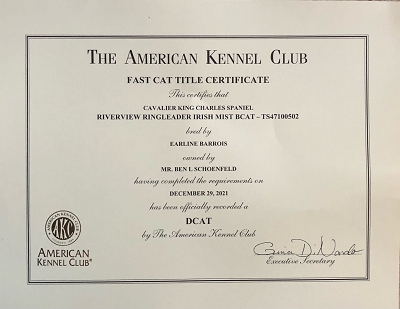 THE AMERICAN KENNEL CLUB
FAST CAT TITLE CERTIFICATE
This certifies that
CAVALIER KING CHARLES SPANIEL
RIVERVIEW RINGLEADER IRISH MIST BCAT – TS47100502
bred by
EARLINE BARROIS
owned by
MR. BEN L SCHOENFELD
having completed the requirements on
DECEMBER 29, 2021
has been officially recorded a
DCAT
by The American Kennel Club
AKC
AMERICAN
KENNEL CLUB®
Executive Secretary